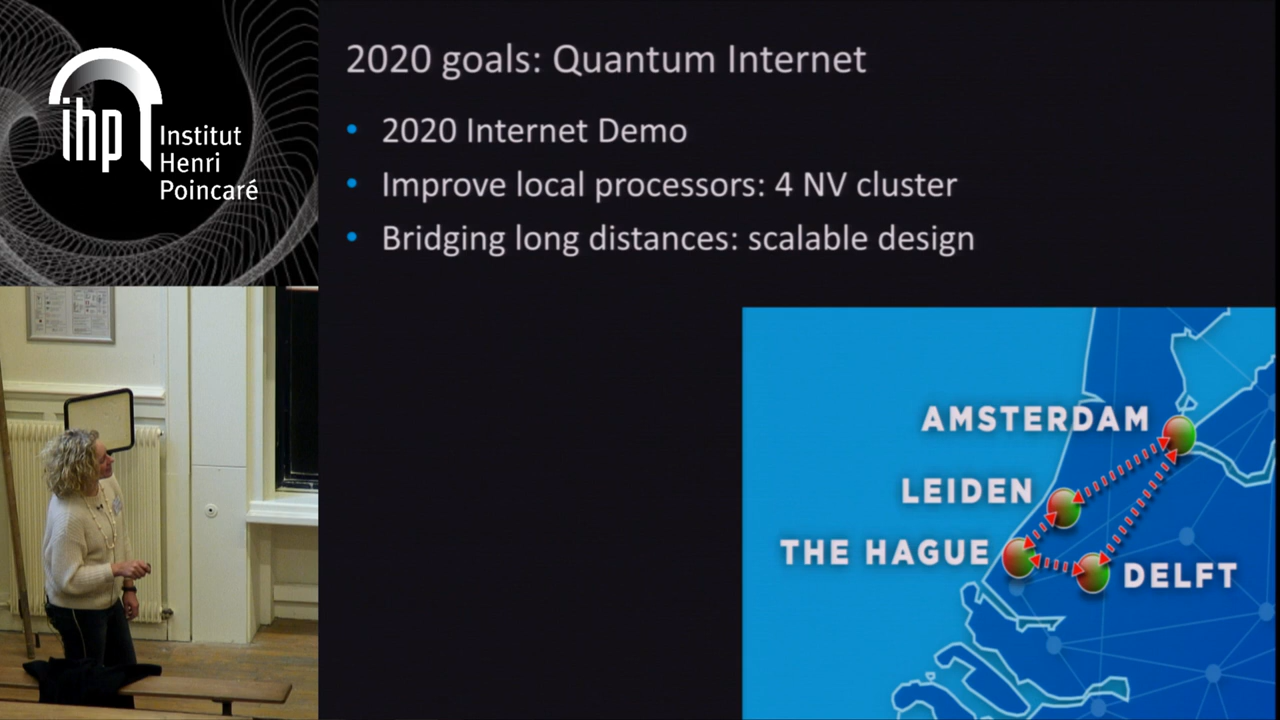 ihp
Institut
Henri
Poincaré
2020 goals: Quantum Internet
• 2020 Internet Demo
• Improve local processors: 4 NV cluster
• Bridging long distances: scalable design
AMSTERDAM
LEIDEN
THE HAGUE
DELFT